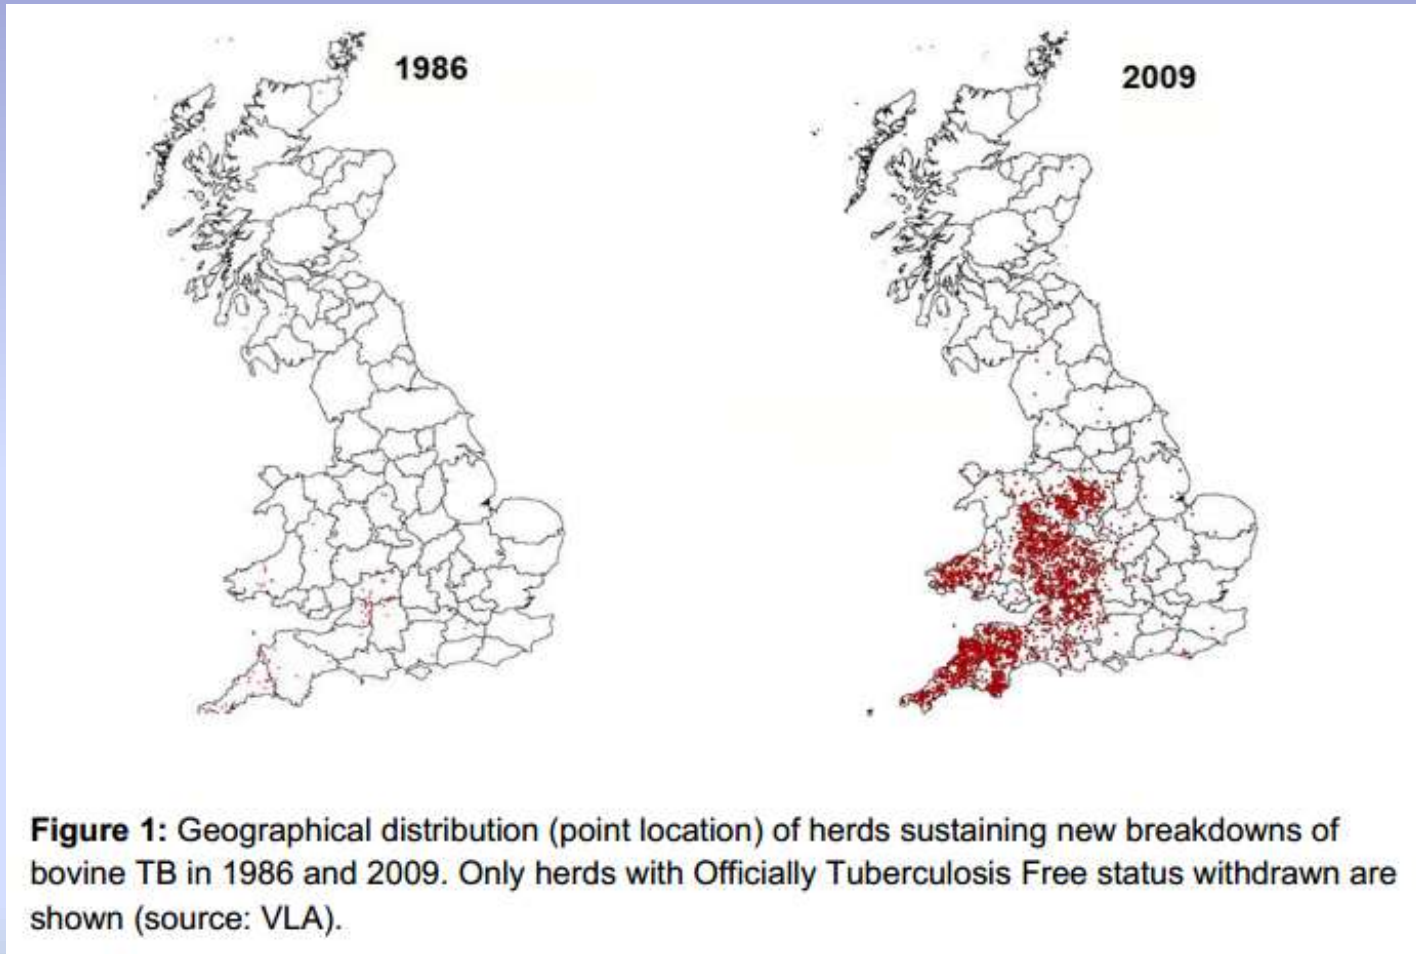 1986
2009
Figure 1: Geographical distribution (point location) of herds sustaining new breakdowns of
bovine TB in 1986 and 2009. Only herds with Officially Tuberculosis Free status withdrawn are
shown (source: VLA).